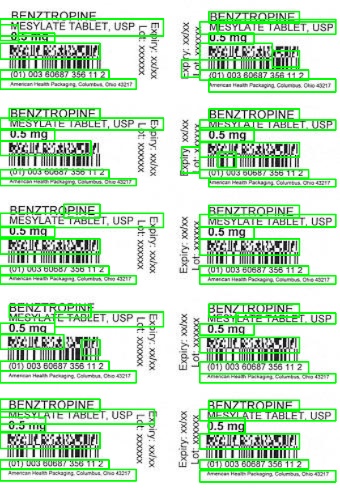 BENZTROPINE
MESYLATE TABLET, USP
0.5 mg
(01) 003 60687 356 11 2
American Health Packaging, Columbus, Ohio 43217
Lot: xxxxxx
Expiry: xx/xx
BENZTROPINE
MESYLATE TABLET, USP
0.5 mg
(01) 003 60687 356 11 2
American Health Packaging, Columbus, Ohio 43217
Expiry: xx/xx
Lot: xxxxxx
BENZTROPINE
MESYLATE TABLET, USP
0.5 mg
(01) 003 60687 356 11 2
American Health Packaging, Columbus, Ohio 43217
Lot: xxxxxx
Expiry: xx/xx
BENZTROPINE
MESYLATE TABLET, USP
0.5 mg
(01) 003 60687 356 11 2
American Health Packaging, Columbus, Ohio 43217
Expiry: xx/xx
Lot: xxxxxx
BENZTROPINE
MESYLATE TABLET, USP
0.5 mg
(01) 003 60687 356 11 2
American Health Packaging, Columbus, Ohio 43217
Lot: xxxxxx
Expiry: xx/xx
BENZTROPINE
MESYLATE TABLET, USP
0.5 mg
(01) 003 60687 356 11 2
American Health Packaging, Columbus, Ohio 43217
Expiry: xx/xx
Lot: xxxxxx
BENZTROPINE
MESYLATE TABLET, USP
0.5 mg
(01) 003 60687 356 11 2
American Health Packaging, Columbus, Ohio 43217
Lot: xxxxxx
Expiry: xx/xx
BENZTROPINE
MESYLATE TABLET, USP
0.5 mg
(01) 003 60687 356 11 2
American Health Packaging, Columbus, Ohio 43217
Expiry: xx/xx
Lot: xxxxxx
BENZTROPINE
MESYLATE TABLET, USP
0.5 mg
(01) 003 60687 356 11 2
American Health Packaging, Columbus, Ohio 43217
Lot: xxxxxx
Expiry: xx/xx
BENZTROPINE
MESYLATE TABLET, USP
0.5 mg
(01) 003 60687 356 11 2
American Health Packaging, Columbus, Ohio 43217
Expiry: xx/xx
Lot: xxxxxx